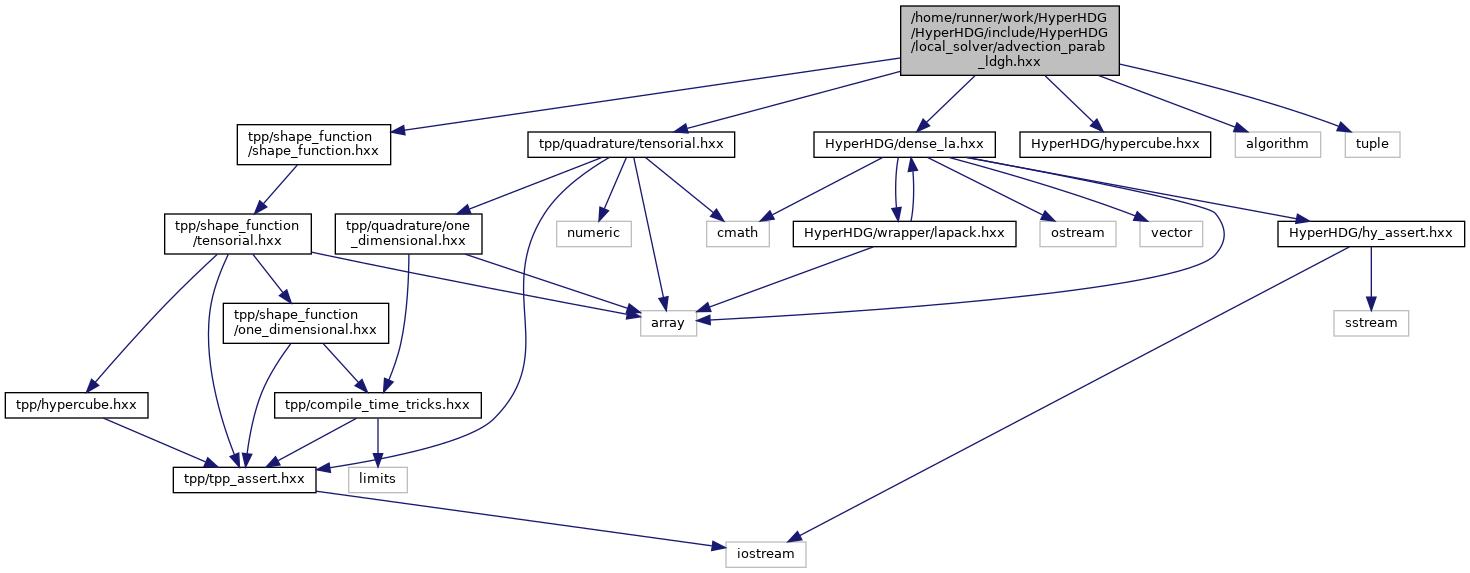 /home/runner/work/HyperHDG
/HyperHDG/include/HyperHDG
/local_solver/advection_parab
_ldgh.hxx
tpp/shape_function
/shape_function.hxx
tpp/quadrature/tensorial.hxx
HyperHDG/dense_la.hxx
HyperHDG/hypercube.hxx
algorithm
tuple
tpp/shape_function
/tensorial.hxx
tpp/quadrature/one
_dimensional.hxx
numeric
cmath
HyperHDG/wrapper/lapack.hxx
ostream
vector
HyperHDG/hy_assert.hxx
tpp/shape_function
/one_dimensional.hxx
array
sstream
tpp/hypercube.hxx
tpp/compile_time_tricks.hxx
tpp/tpp_assert.hxx
limits
iostream